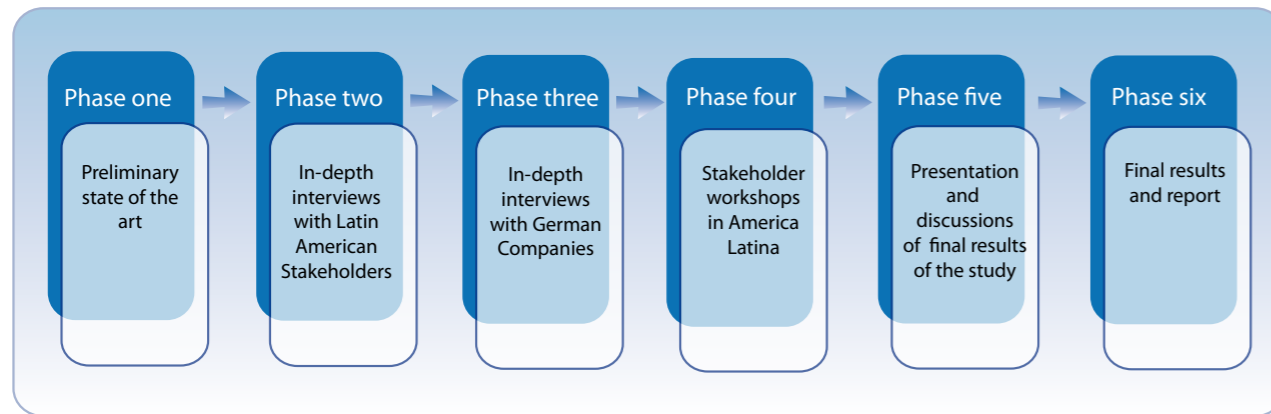 Phase one
Preliminary
state of the
art
Phase two
In-depth
interviews
with Latin
American
Stakeholders
Phase three
In-depth
interviews
with German
Companies
Phase four
Stakeholder
workshops
in America
Latina
Phase five
Presentation
and
discussions
of final results
of the study
Phase six
Final results
and report